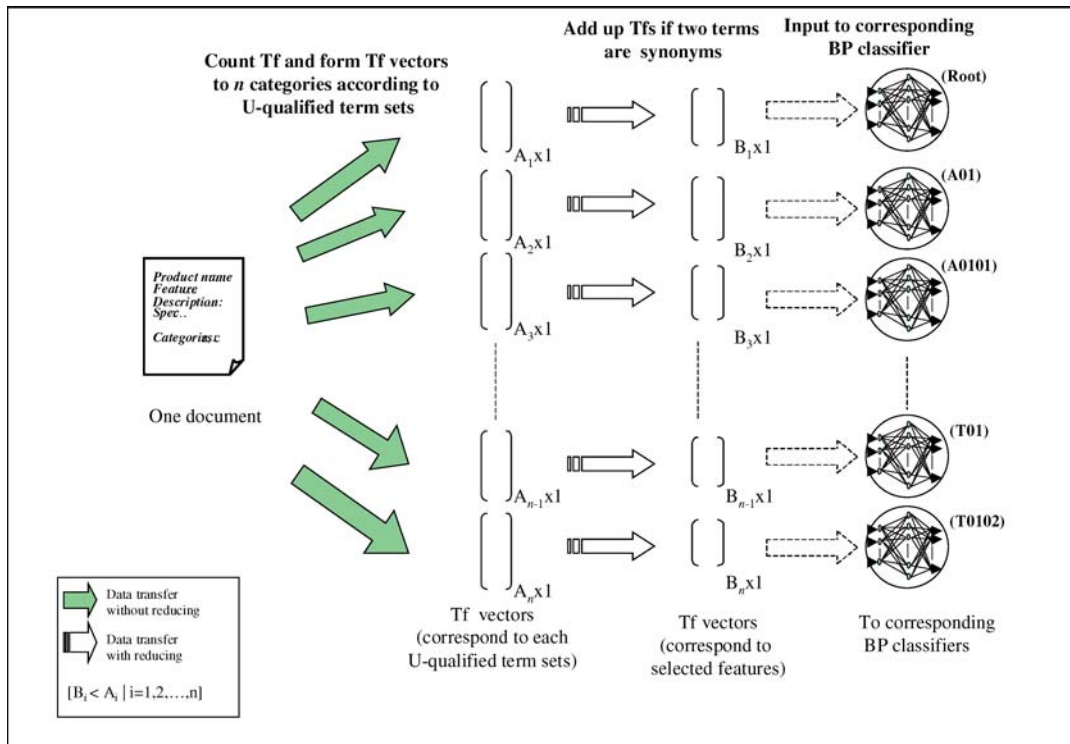 Count Tf and form Tf vectors
to n categories according to
U-qualified term sets
Add up Tfs if two terms
are synonyms
Input to corresponding
BP classifier
(Root)
A₁x1
B₁x1
(A01)
A₂x1
B₂x1
(A0101)
A₃x1
B₃x1
Product name
Feature
Description:
Spec..
One document
(T01)
Aₙ₋₁x1
Bₙ₋₁x1
(T0102)
Aₙx1
Bₙx1
Tf vectors
(correspond to each
U-qualified term sets)
Tf vectors
(correspond to
selected features)
To corresponding
BP classifiers
Data transfer
without reducing
Data transfer
with reducing
[Bᵢ < Aᵢ | i=1,2,…,n]